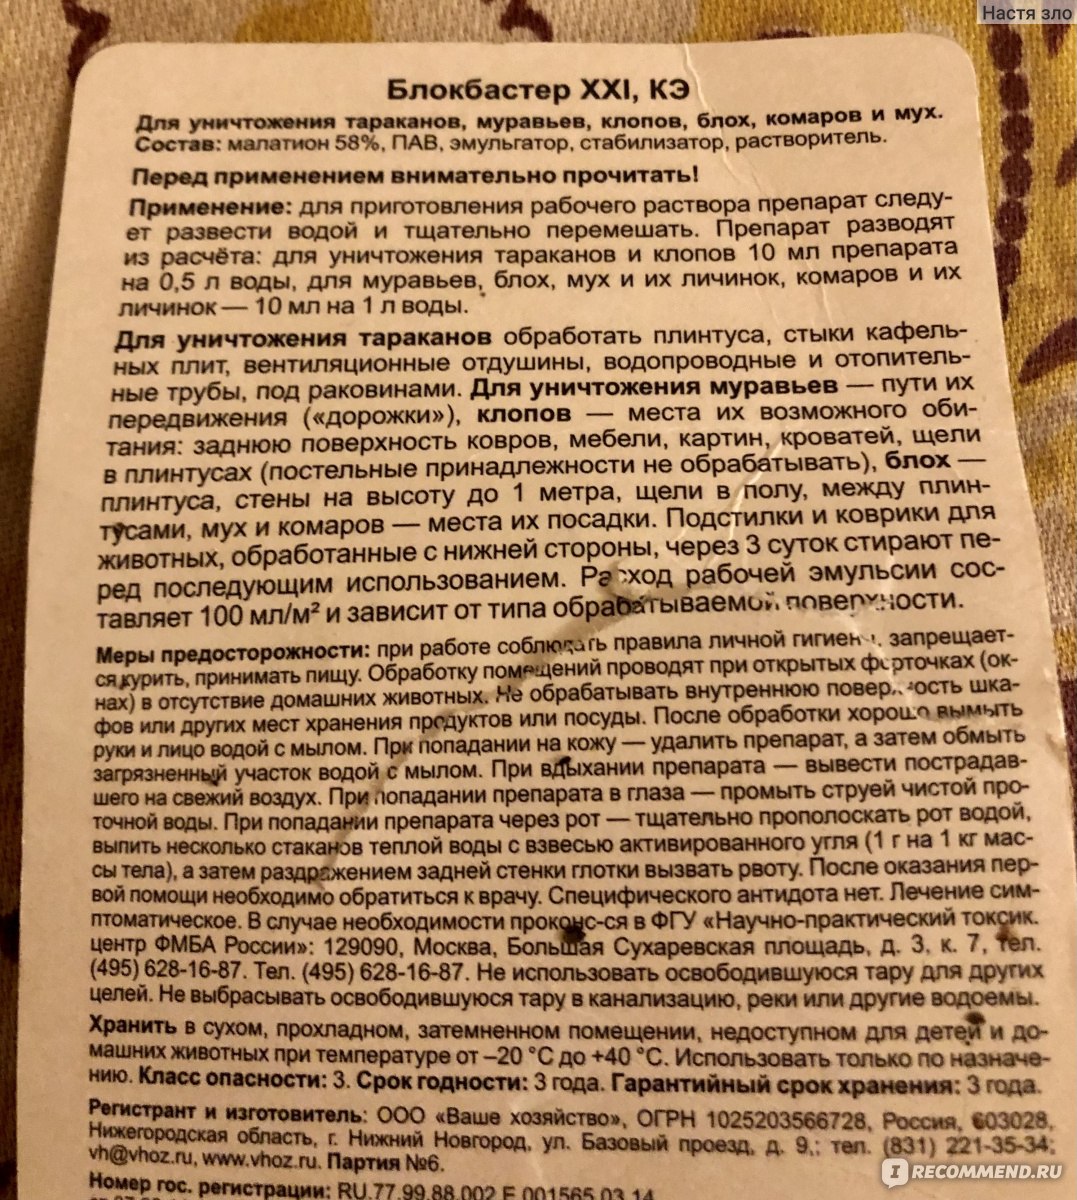 Настя зло
Блокбастер XXI, КЭ
Для уничтожения тараканов, муравьев, клопов, блох, комаров и мух.
Состав: малатион 58%, ПАВ, эмульгатор, стабилизатор, растворитель.
Перед применением внимательно прочитать!
Применение: для приготовления рабочего раствора препарат следу-
ет развести водой и тщательно перемешать. Препарат разводят
из расчёта: для уничтожения тараканов и клопов 10 мл препарата
на 0,5 л воды, для муравьев, блох, мух и их личинок, комаров и их
личинок — 10 мл на 1 л воды.
Для уничтожения тараканов обработать плинтуса, стыки кафель-
ных плит, вентиляционные отдушины, водопроводные и отопитель-
ные трубы, под раковинами. Для уничтожения муравьев — пути их
передвижения («дорожки»), клопов — места их возможного оби-
тания: заднюю поверхность ковров, мебели, картин, кроватей, щели
в плинтусах (постельные принадлежности не обрабатывать), блох —
плинтуса, стены на высоту до 1 метра, щели в полу, между плин-
тусами, мух и комаров — места их посадки. Подстилки и коврики для
животных, обработанные с нижней стороны, через 3 суток стирают пе-
ред последующим использованием. Расход рабочей эмульсии сос-
тавляет 100 мл/м² и зависит от типа обрабатываемой поверхности.
Меры предосторожности: при работе соблюдать правила личной гигиены, запрещает-
ся курить, принимать пищу. Обработку помещений проводят при открытых форточках (ок-
нах) в отсутствие домашних животных. Не обрабатывать внутреннюю поверхность шка-
фов или других мест хранения продуктов или посуды. После обработки хорошо вымыть
руки и лицо водой с мылом. При попадании на кожу — удалить препарат, а затем обмыть
загрязненный участок водой с мылом. При вдыхании препарата — вывести пострадав-
шего на свежий воздух. При попадании препарата в глаза — промыть струей чистой про-
точной воды. При попадании препарата через рот — тщательно прополоскать рот водой,
выпить несколько стаканов теплой воды с взвесью активированного угля (1 г на 1 кг мас-
сы тела), а затем раздражением задней стенки глотки вызвать рвоту. После оказания пер-
вой помощи необходимо обратиться к врачу. Специфического антидота нет. Лечение сим-
птоматическое. В случае необходимости проконс-ся в ФГУ «Научно-практический токсик.
центр ФМБА России»: 129090, Москва, Большая Сухаревская площадь, д. 3, к. 7, тел.
(495) 628-16-87. Тел. (495) 628-16-87. Не использовать освободившуюся тару для других
целей. Не выбрасывать освободившуюся тару в канализацию, реки или другие водоемы.
Хранить в сухом, прохладном, затемненном помещении, недоступном для детей и до-
машних животных при температуре от –20 °С до +40 °С. Использовать только по назначе-
нию. Класс опасности: 3. Срок годности: 3 года. Гарантийный срок хранения: 3 года.
Регистрант и изготовитель: ООО «Ваше хозяйство», ОГРН 1025203566728, Россия, 603028,
Нижегородская область, г. Нижний Новгород, ул. Базовый проезд, д. 9, тел. (831) 221-35-34;
vh@vhoz.ru, www.vhoz.ru. Партия №6.
Номер гос. регистрации: RU.77.99.88.002.Е.001565.03.14
I RECOMMEND.RU